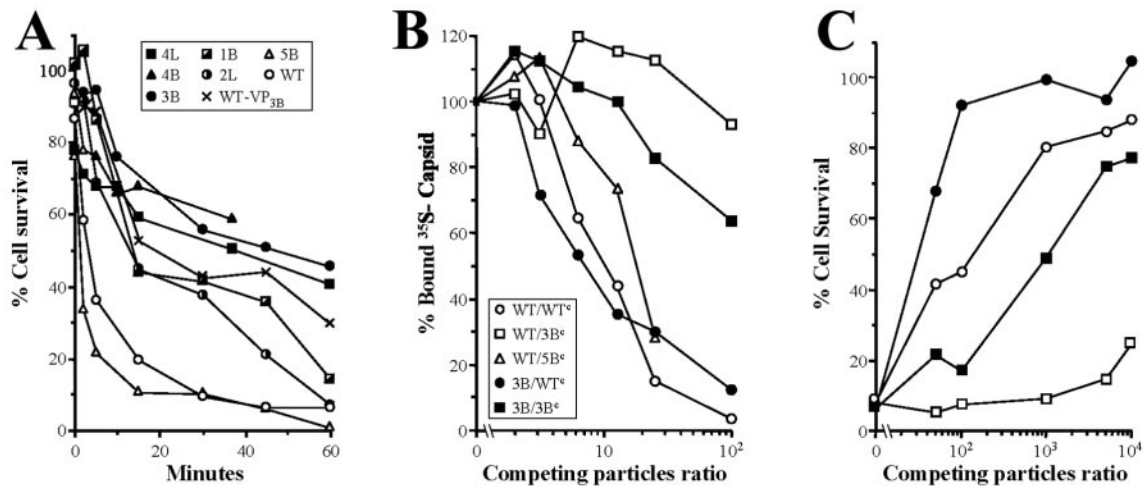 A
B
C
4L 1B 5B
4B 2L WT
3B WT-VP3B
% Cell survival
100
80
60
40
20
0
0 20 40 60
Minutes
% Bound ³⁵S- Capsid
120
100
80
60
40
20
0
WT/WTᶜ
WT/3Bᶜ
WT/5Bᶜ
3B/WTᶜ
3B/3Bᶜ
0 10 10²
Competing particles ratio
% Cell Survival
100
80
60
40
20
0
0 10² 10³ 10⁴
Competing particles ratio